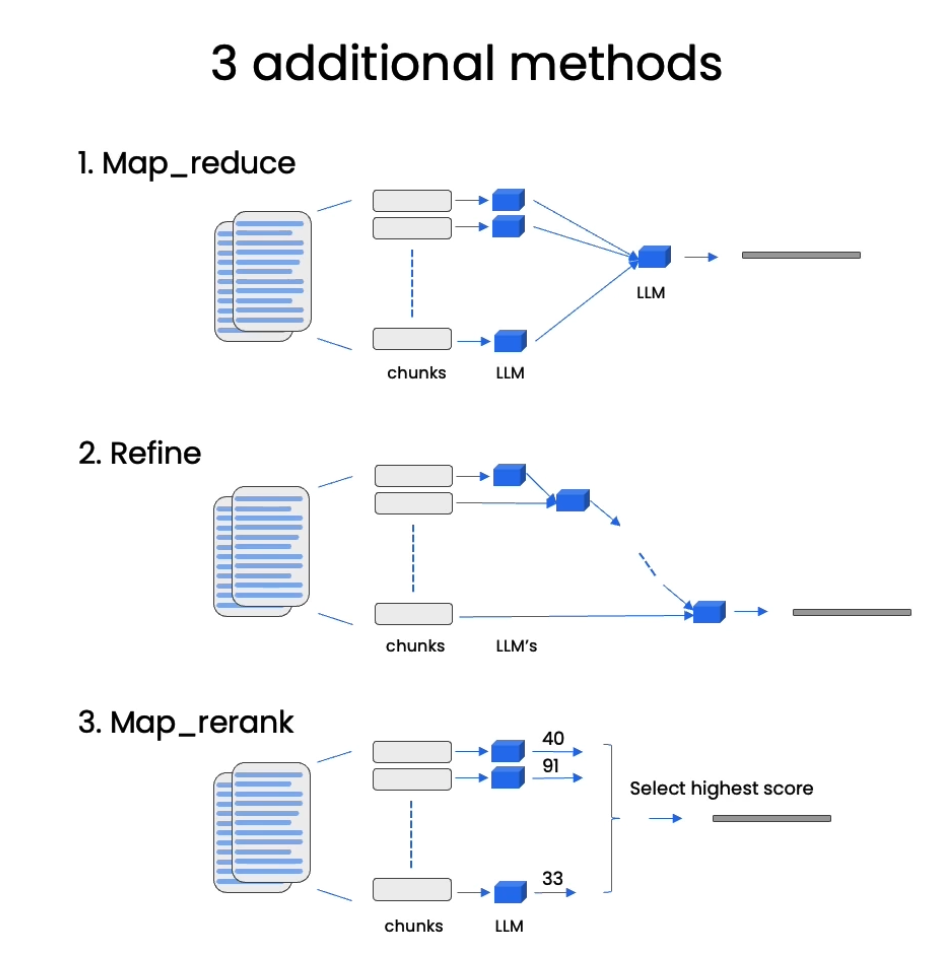 3 additional methods
1. Map_reduce
LLM
chunks
LLM
2. Refine
chunks
LLM's
3. Map_rerank
40
91
Select highest score
33
chunks
LLM